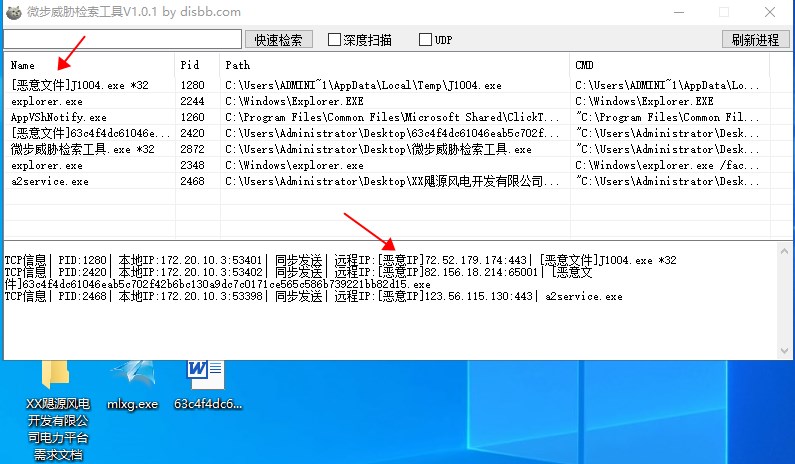 微步威胁检索工具V1.0.1 by disbb.com
快速检索 深度扫描 UDP 刷新进程
Name Pid Path CMD
[恶意文件]J1004.exe *32 1280 C:\Users\ADMINI~1\AppData\Local\Temp\J1004.exe C:\Users\ADMINI~1\AppData\Lo...
explorer.exe 2244 C:\Windows\Explorer.EXE C:\Windows\Explorer.EXE
AppVShNotify.exe 1260 C:\Program Files\Common Files\Microsoft Shared\ClickT... "C:\Program Files\Common Fil...
[恶意文件]63c4f4dc61046e... 2420 C:\Users\Administrator\Desktop\63c4f4dc61046eab5c702f... "C:\Users\Administrator\Desk...
微步威胁检索工具.exe *32 2872 C:\Users\Administrator\Desktop\微步威胁检索工具.exe "C:\Users\Administrator\Desk...
explorer.exe 2348 C:\Windows\explorer.exe C:\Windows\explorer.exe /fac...
a2service.exe 2468 C:\Users\Administrator\Desktop\XX飓源风电开发有限公司... "C:\Users\Administrator\Desk...
TCP信息| PID:1280| 本地IP:172.20.10.3:53401| 同步发送| 远程IP:[恶意IP]72.52.179.174:443| [恶意文件]J1004.exe *32
TCP信息| PID:2420| 本地IP:172.20.10.3:53402| 同步发送| 远程IP:[恶意IP]82.156.18.214:65001| [恶意文
件]63c4f4dc61046eab5c702f42b6bc130a9dc7c0171ce565c586b739221bb82d15.exe
TCP信息| PID:2468| 本地IP:172.20.10.3:53398| 同步发送| 远程IP:[恶意IP]123.56.115.130:443| a2service.exe
XX飓源风电
开发有限公
司电力平台
需求文档
mlxg.exe
63c4f4dc6...